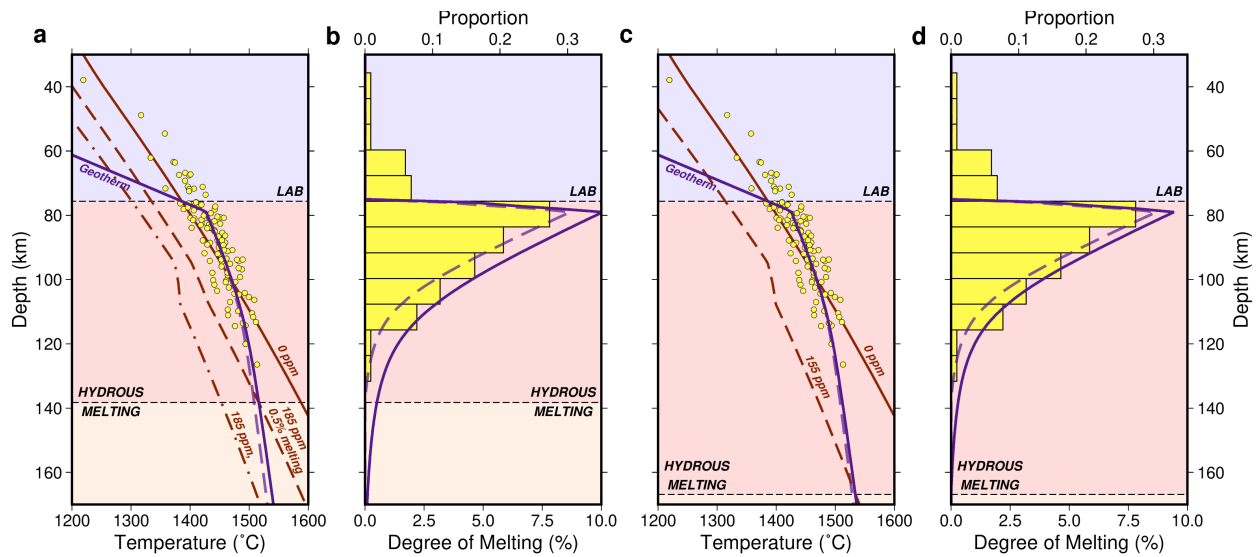 a
b
Proportion
0.0 0.1 0.2 0.3
c
d
Proportion
0.0 0.1 0.2 0.3
40
60
80
100
120
140
160
Depth (km)
Geotherm
LAB
0 ppm
HYDROUS
MELTING
185 ppm
185 ppm
0.5% melting
1200 1300 1400 1500 1600
Temperature (˚C)
LAB
HYDROUS
MELTING
0.0 2.5 5.0 7.5 10.0
Degree of Melting (%)
Geotherm
LAB
0 ppm
155 ppm
HYDROUS
MELTING
1200 1300 1400 1500 1600
Temperature (˚C)
LAB
HYDROUS
MELTING
0.0 2.5 5.0 7.5 10.0
Degree of Melting (%)
40
60
80
100
120
140
160
Depth (km)